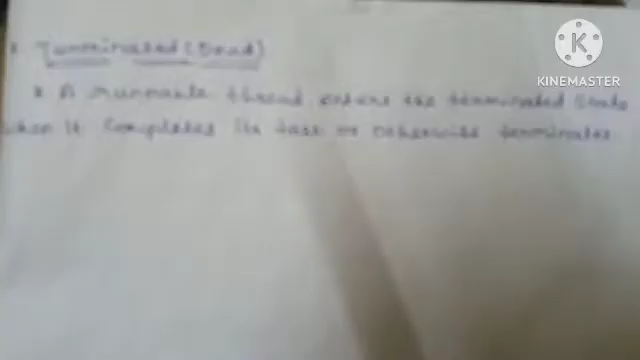 Terminated (Dead)
KINEMASTER
* A runnable thread enters the terminated state
when it completes its task or otherwise terminates